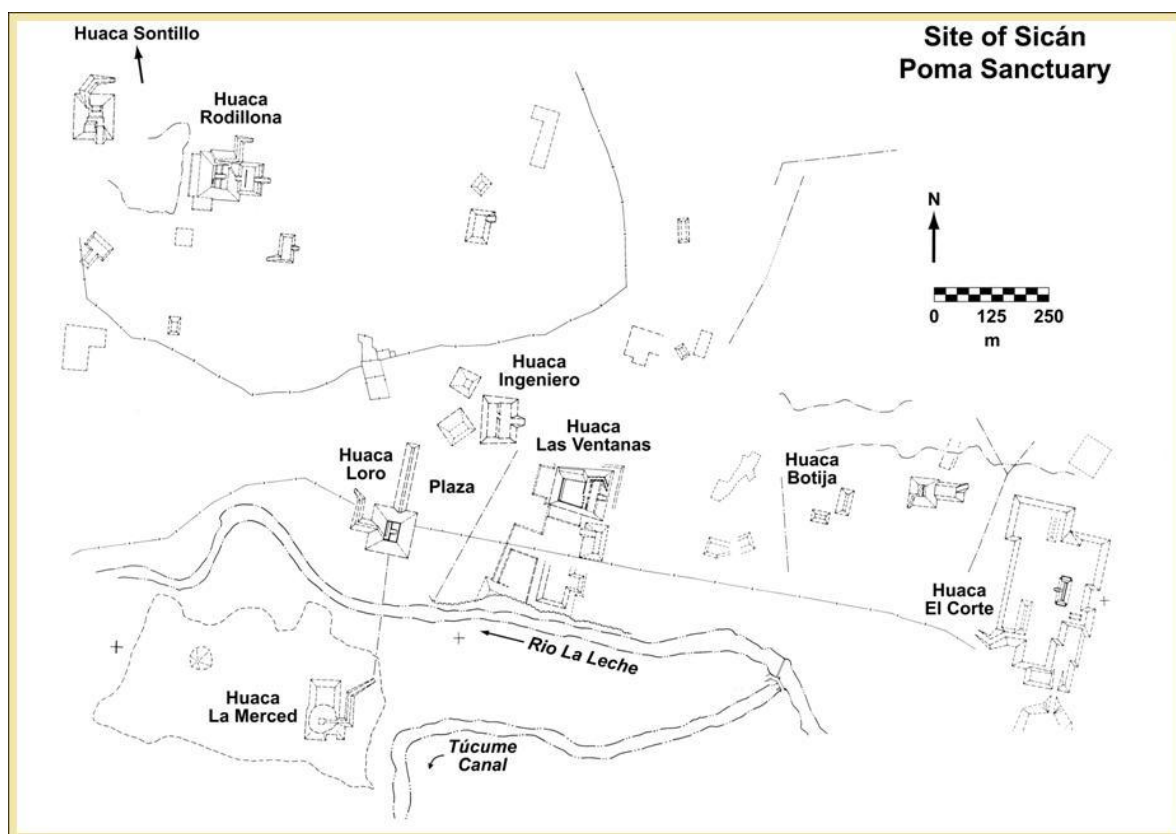 Site of Sicán
Poma Sanctuary
Huaca Sontillo
Huaca
Rodillona
N
0 125 250
m
Huaca
Ingeniero
Huaca
Las Ventanas
Huaca
Loro
Plaza
Huaca
Botija
Huaca
El Corte
Rio La Leche
Huaca
La Merced
Túcume
Canal